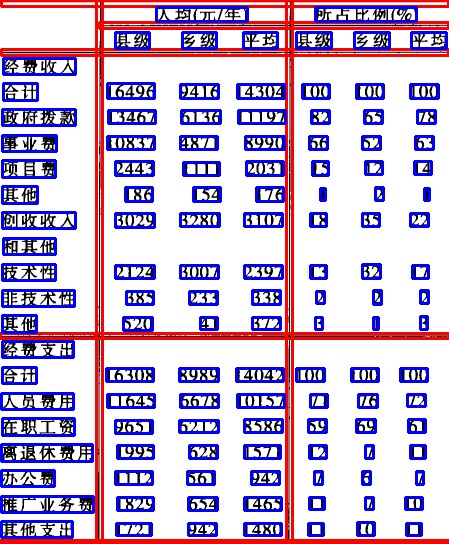 人均(元/年 所占比例(%
县级 乡级 平均 县级 乡级 平均
经费收入
合计 16496 9416 14304 100 100 100
政府拨款 13467 6136 11197 82 65 78
事业费 10837 4871 8990 66 52 63
项目费 2443 1111 2031 15 12 14
其他 186 154 176 1 2 1
创收收入 3029 3280 3107 18 35 22
和其他
技术性 2124 3007 2397 13 32 17
非技术性 385 233 338 2 2 2
其他 520 41 372 3 1 3
经费支出
合计 16308 8989 14042 100 100 100
人员费用 11645 6678 10157 71 76 72
在职工资 9651 6212 8586 59 69 61
离退休费用 1995 628 1571 12 7 11
办公费 1112 561 942 7 6 7
推广业务费 1829 654 1465 11 7 10
其他支出 1721 942 1480 11 10 11